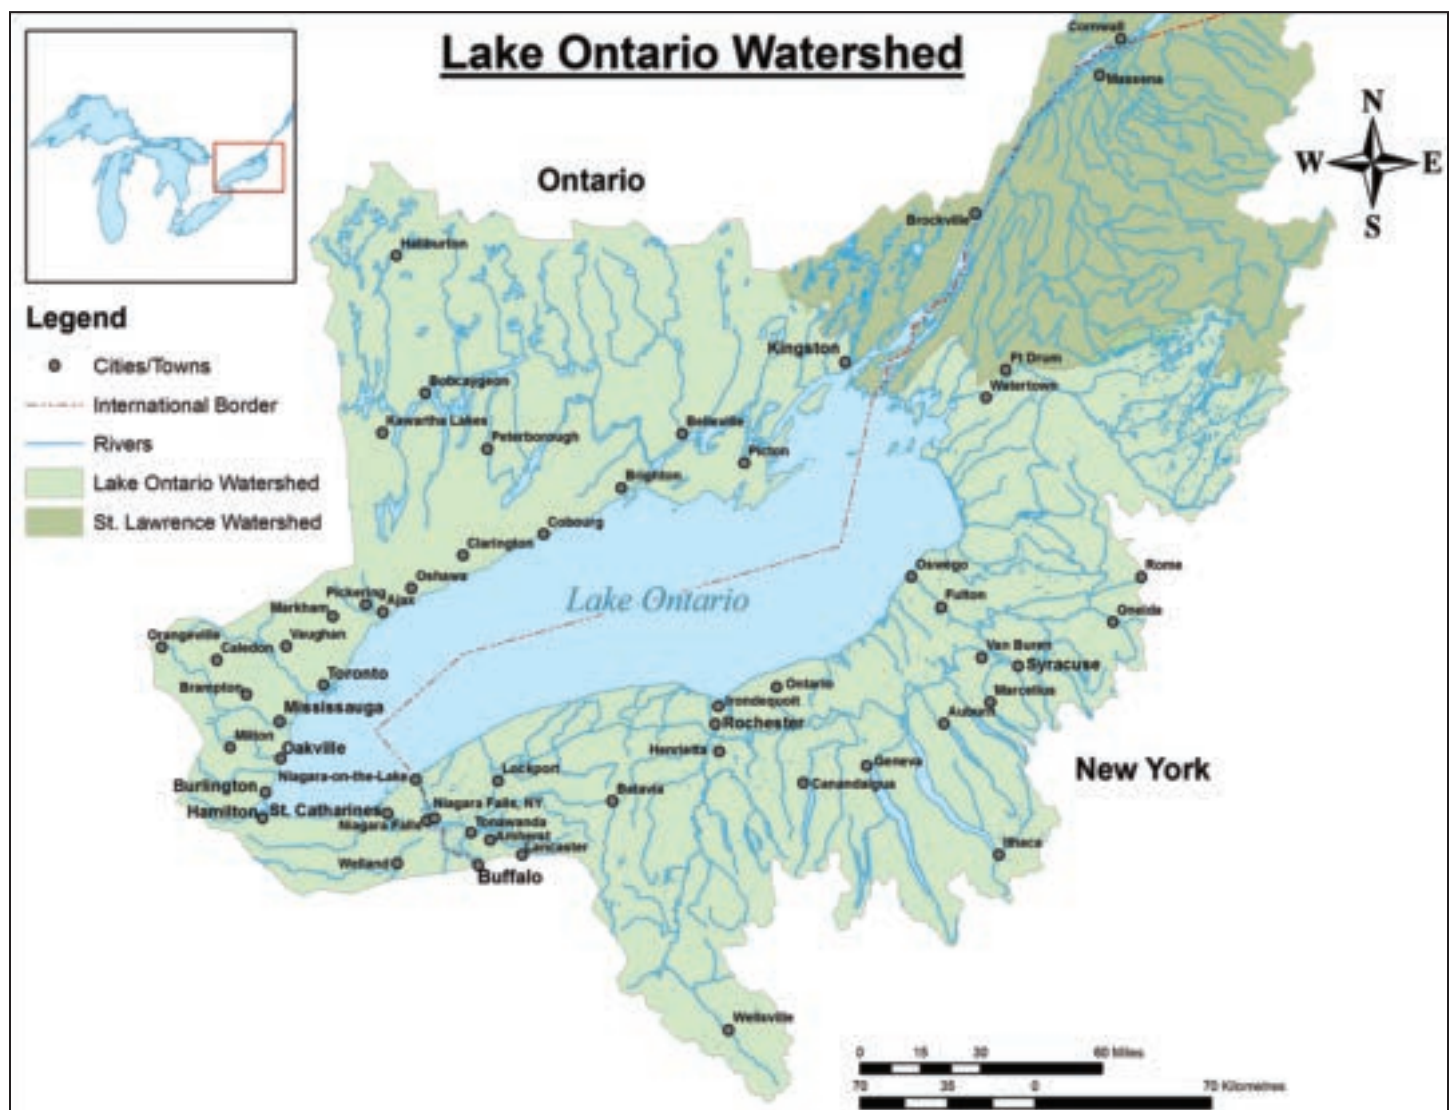 Lake Ontario Watershed
N
W E
S
Ontario
New York
Lake Ontario
Legend
Cities/Towns
International Border
Rivers
Lake Ontario Watershed
St. Lawrence Watershed
Cornwall
Massena
Brockville
Haliburton
Kingston
Ft Drum
Watertown
Bobcaygeon
Kawartha Lakes
Peterborough
Belleville
Picton
Brighton
Cobourg
Clarington
Oshawa
Pickering
Ajax
Markham
Orangeville
Vaughan
Caledon
Toronto
Brampton
Mississauga
Milton
Oakville
Burlington
Hamilton
St. Catharines
Niagara-on-the-Lake
Niagara Falls
Welland
Lockport
Niagara Falls, NY
Tonawanda
Amherst
Lancaster
Buffalo
Batavia
Oswego
Rome
Fulton
Oneida
Van Buren
Syracuse
Marcellus
Auburn
Ontario
Irondequoit
Rochester
Henrietta
Geneva
Canandaigua
Ithaca
Wellsville
0 15 30 60 Miles
70 35 0 70 Kilometres